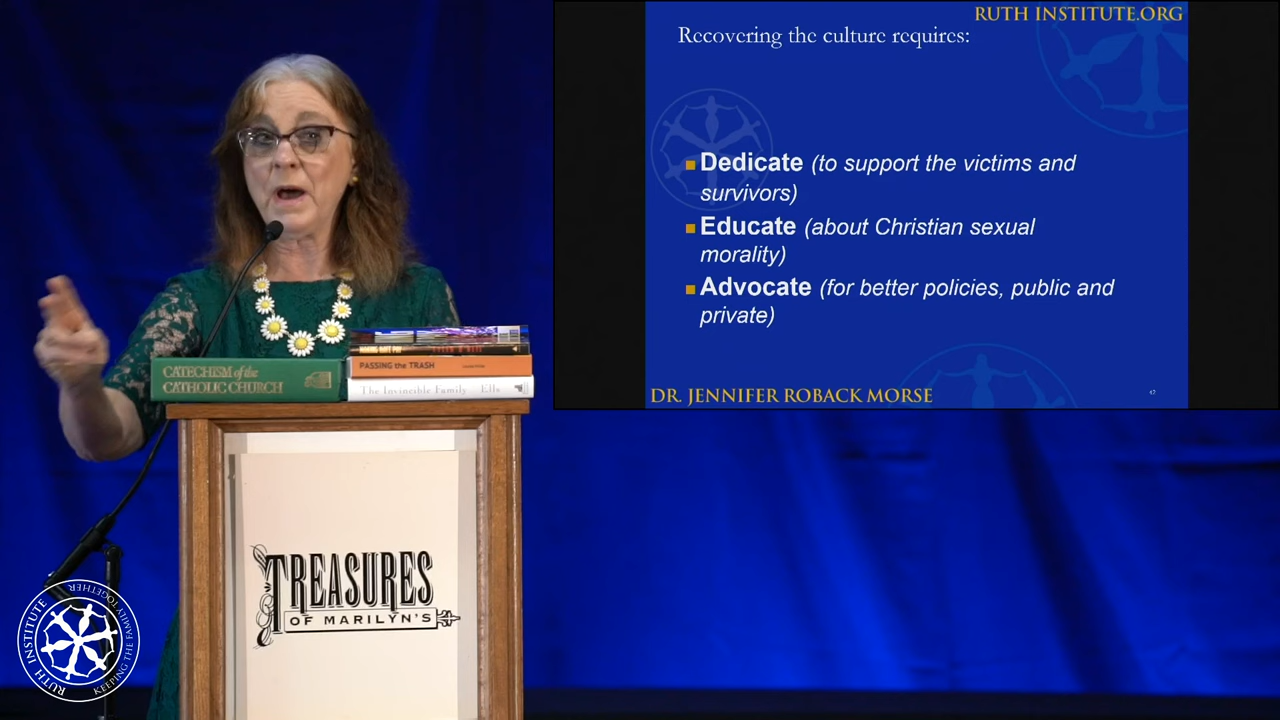 RUTH INSTITUTE.ORG
Recovering the culture requires:
Dedicate (to support the victims and
survivors)
Educate (about Christian sexual
morality)
Advocate (for better policies, public and
private)
DR. JENNIFER ROBACK MORSE
17
CATECHISM of the
CATHOLIC CHURCH
PASSING the TRASH
The Invincible Family Ells
TREASURES
OF MARILYN'S
RUTH INSTITUTE
KEEPING THE FAMILY TOGETHER